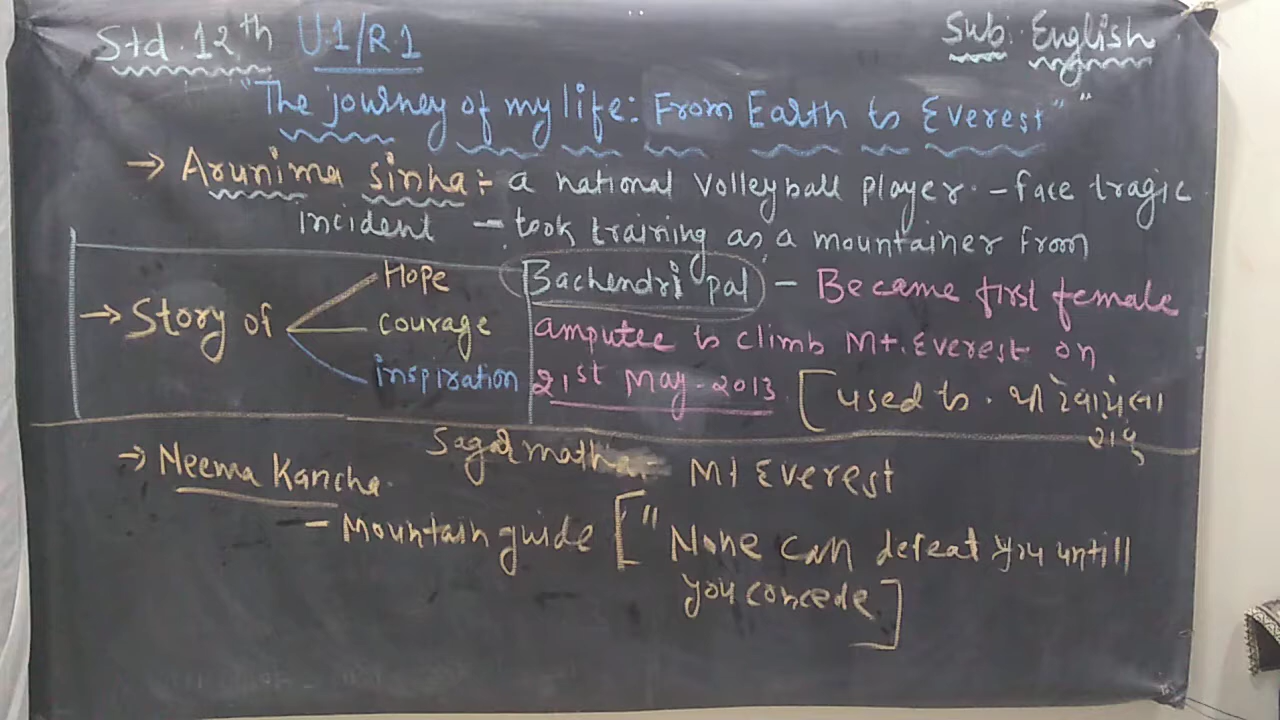 Std. 12th U.1/R.1 Sub: English
"The journey of my life: From Earth to Everest"
→ Arunima sinha:- a national Volleyball player - face tragic
incident - took training as a mountainer from
Bachendri pal - Became first female
amputee to climb Mt. Everest on
21st May-2013 [used to.
→ Story of
Hope
courage
inspiration
Sagarmatha - Mt Everest
→ Neema Kancha.
- Mountain guide ["None can defeat you untill
you concede]